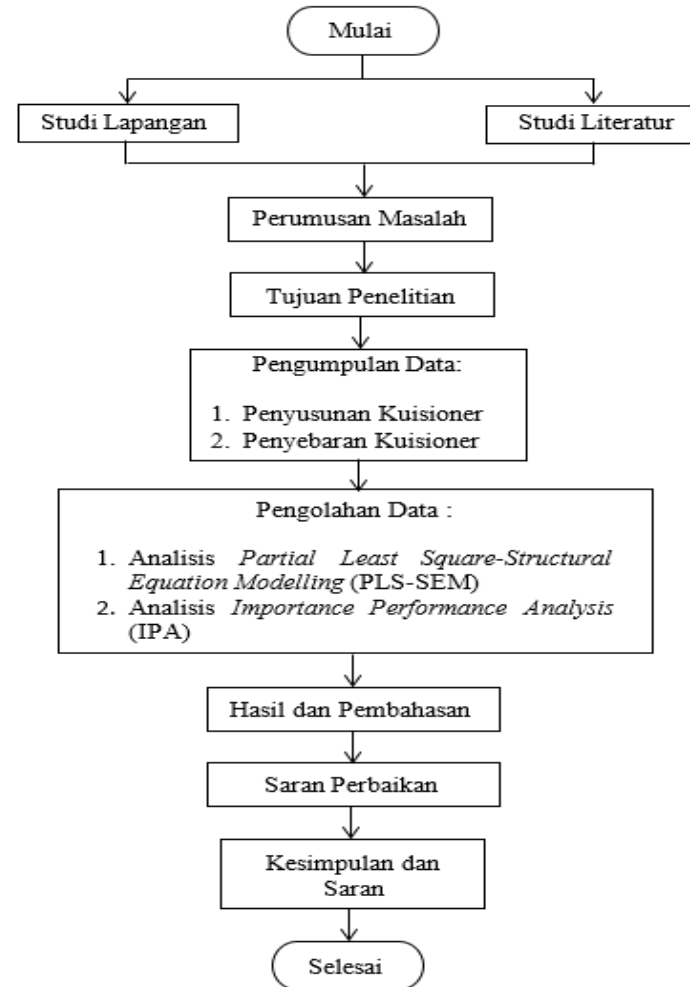 Mulai
Studi Lapangan
Studi Literatur
Perumusan Masalah
Tujuan Penelitian
Pengumpulan Data:
1. Penyusunan Kuisioner
2. Penyebaran Kuisioner
Pengolahan Data :
1. Analisis Partial Least Square-Structural
Equation Modelling (PLS-SEM)
2. Analisis Importance Performance Analysis
(IPA)
Hasil dan Pembahasan
Saran Perbaikan
Kesimpulan dan
Saran
Selesai